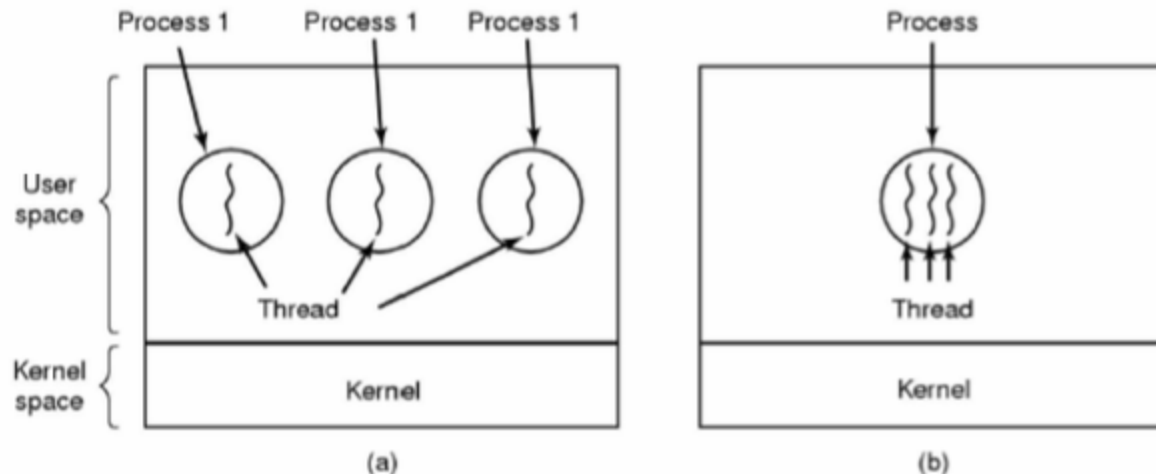 Process 1 Process 1 Process 1 Process
User space
Thread Thread
Kernel space
Kernel Kernel
(a) (b)